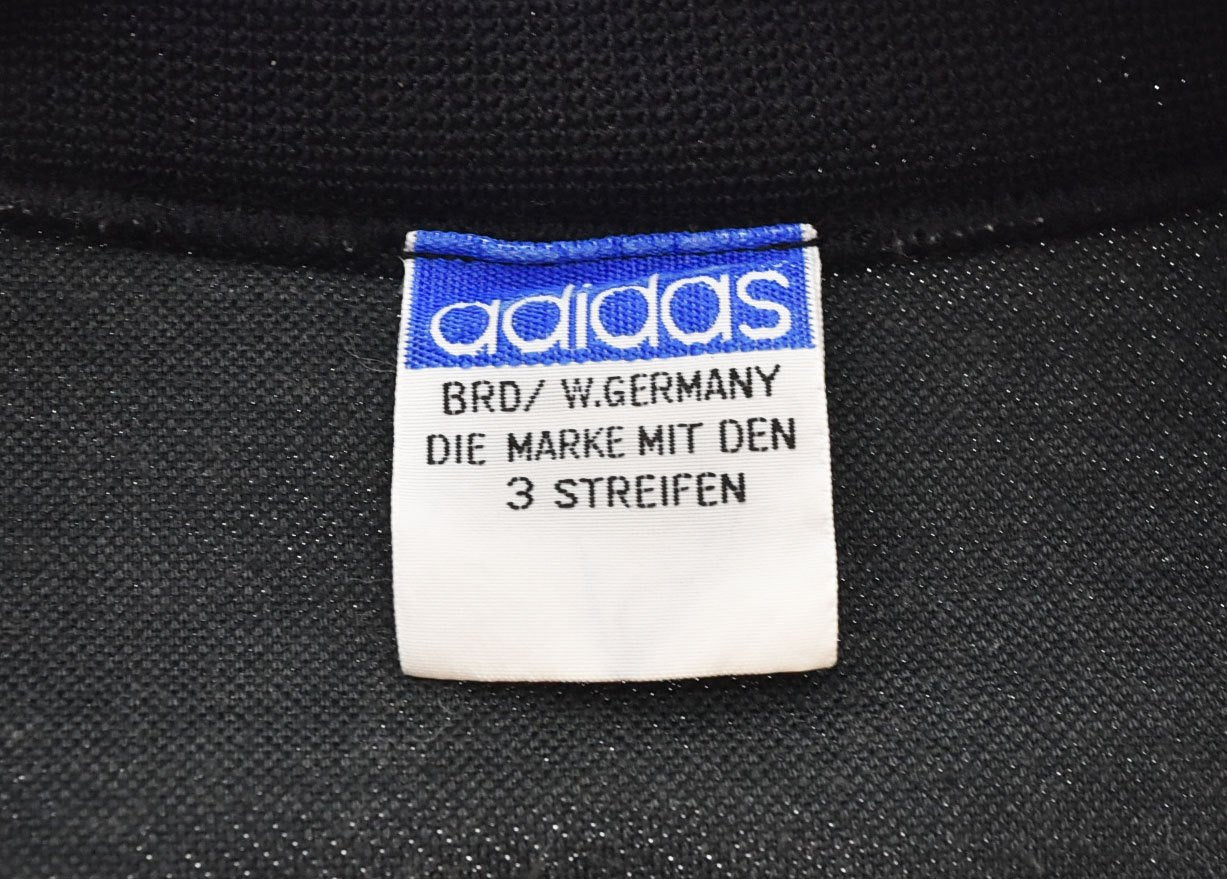 adidas
BRD/ W.GERMANY
DIE MARKE MIT DEN
3 STREIFEN